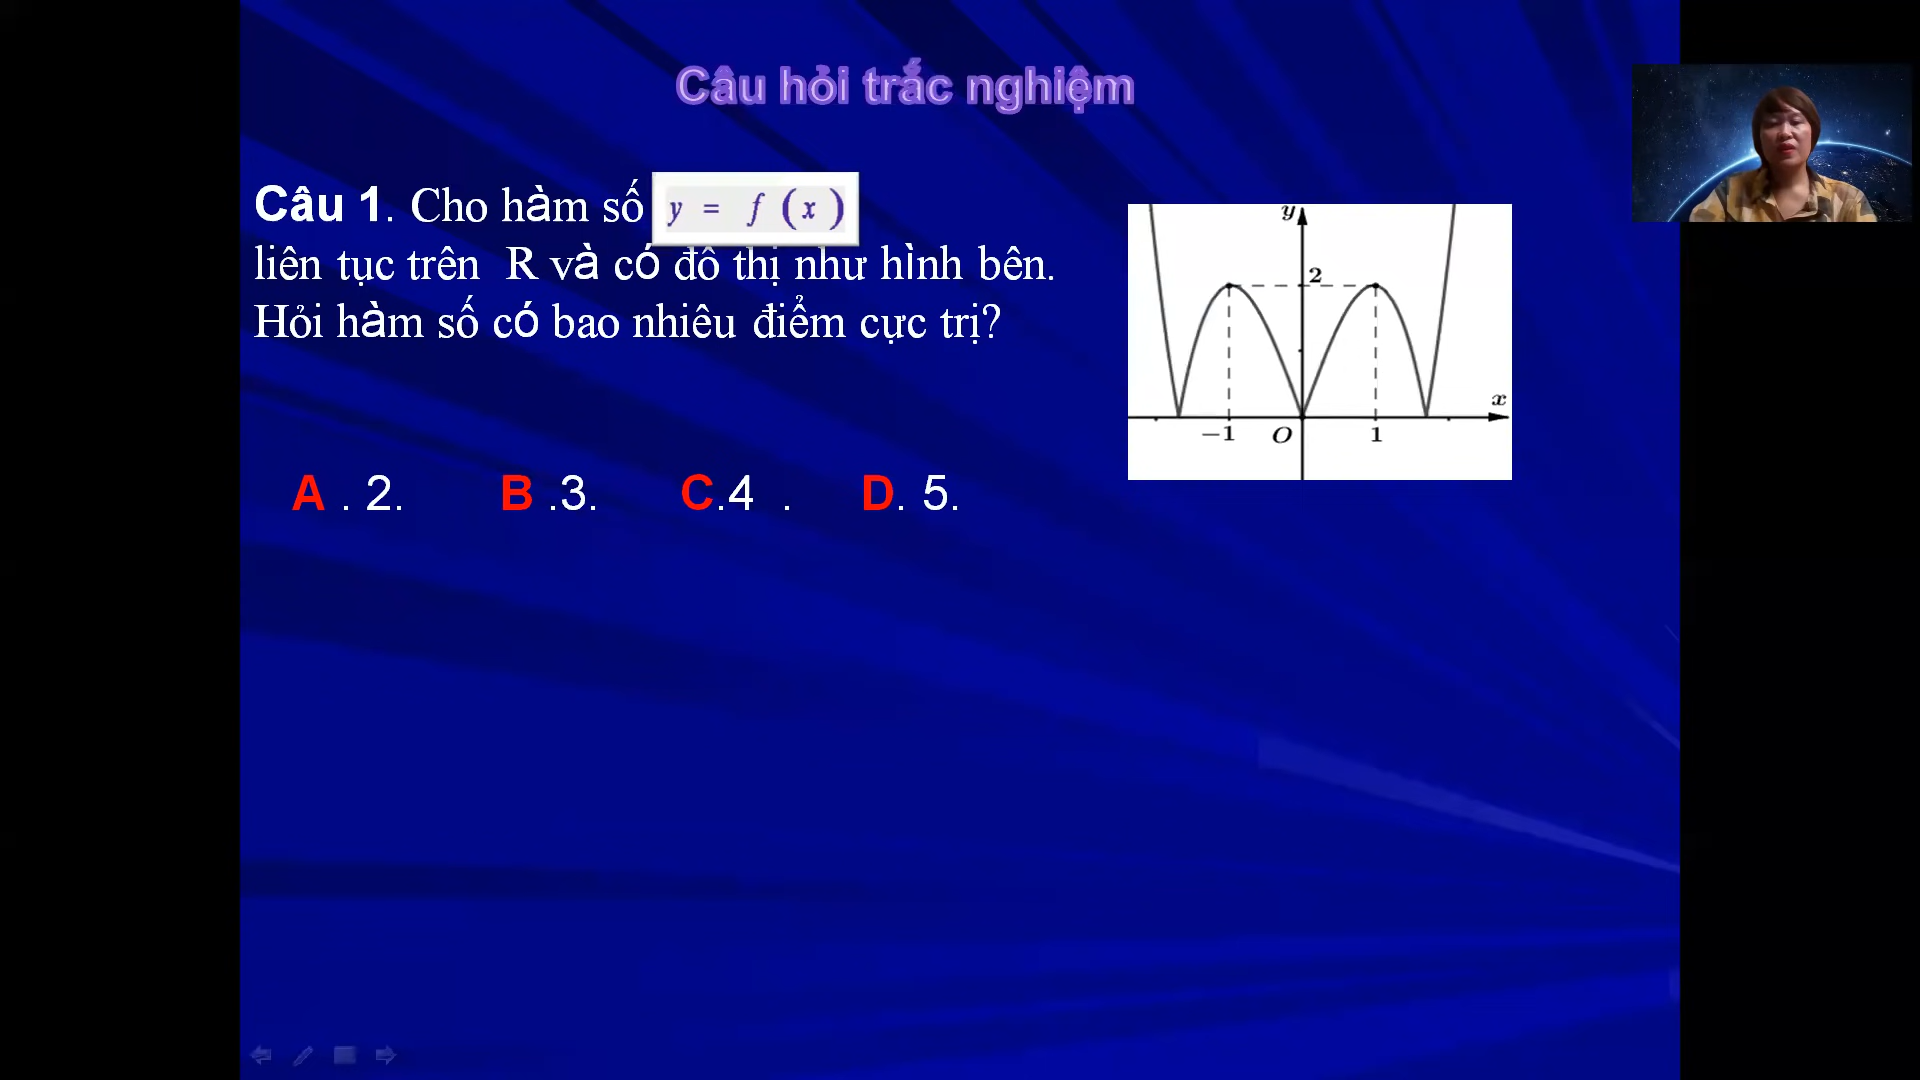 Câu hỏi trắc nghiệm
Câu 1. Cho hàm số y = f (x)
liên tục trên R và có đồ thị như hình bên.
Hỏi hàm số có bao nhiêu điểm cực trị?
y
2
x
−1 O 1
A . 2. B .3. C.4 . D. 5.